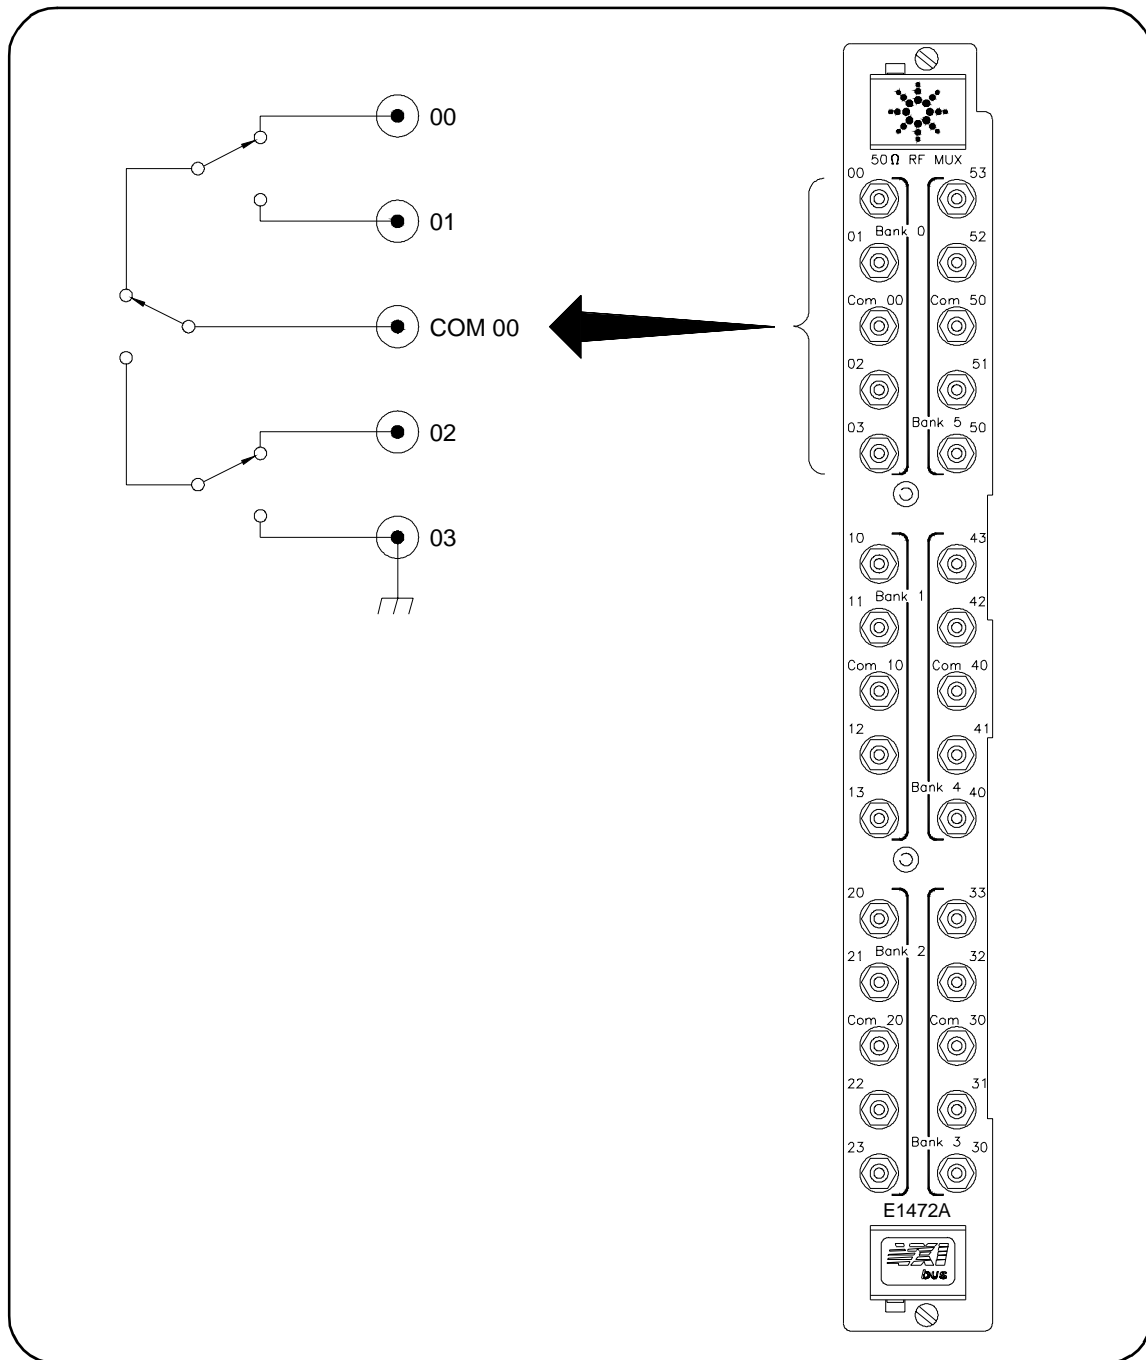 00
01
COM 00
02
03
50Ω RF MUX
00 53
Bank 0
01 52
Com 00 Com 50
02 51
03 Bank 5 50
10 43
Bank 1
11 42
Com 10 Com 40
12 41
13 Bank 4 40
20 33
Bank 2
21 32
Com 20 Com 30
22 31
23 Bank 3 30
E1472A
VXI
bus